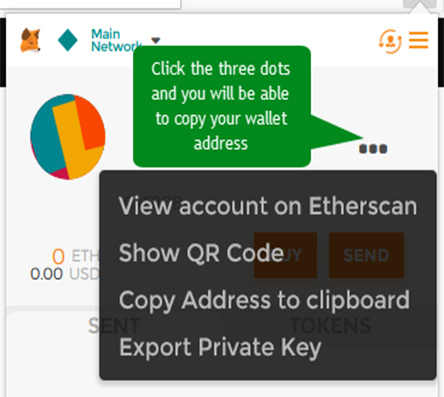 Main
Network
Click the three dots
and you will be able
to copy your wallet
address
View account on Etherscan
0 ETH
Show QR Code
BUY
SEND
0.00 USD
Copy Address to clipboard
SENT
TOKENS
Export Private Key